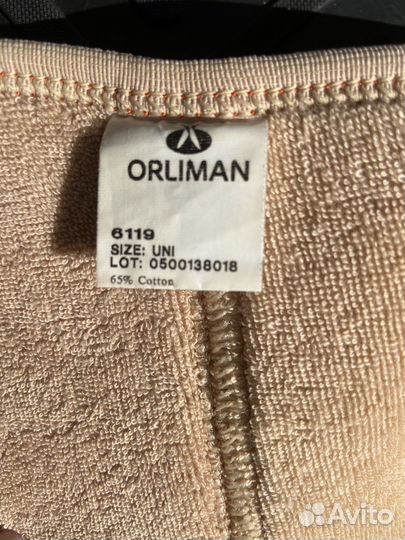 ORLIMAN
6119
SIZE: UNI
LOT: 0500138018
65% Cotton
Avito